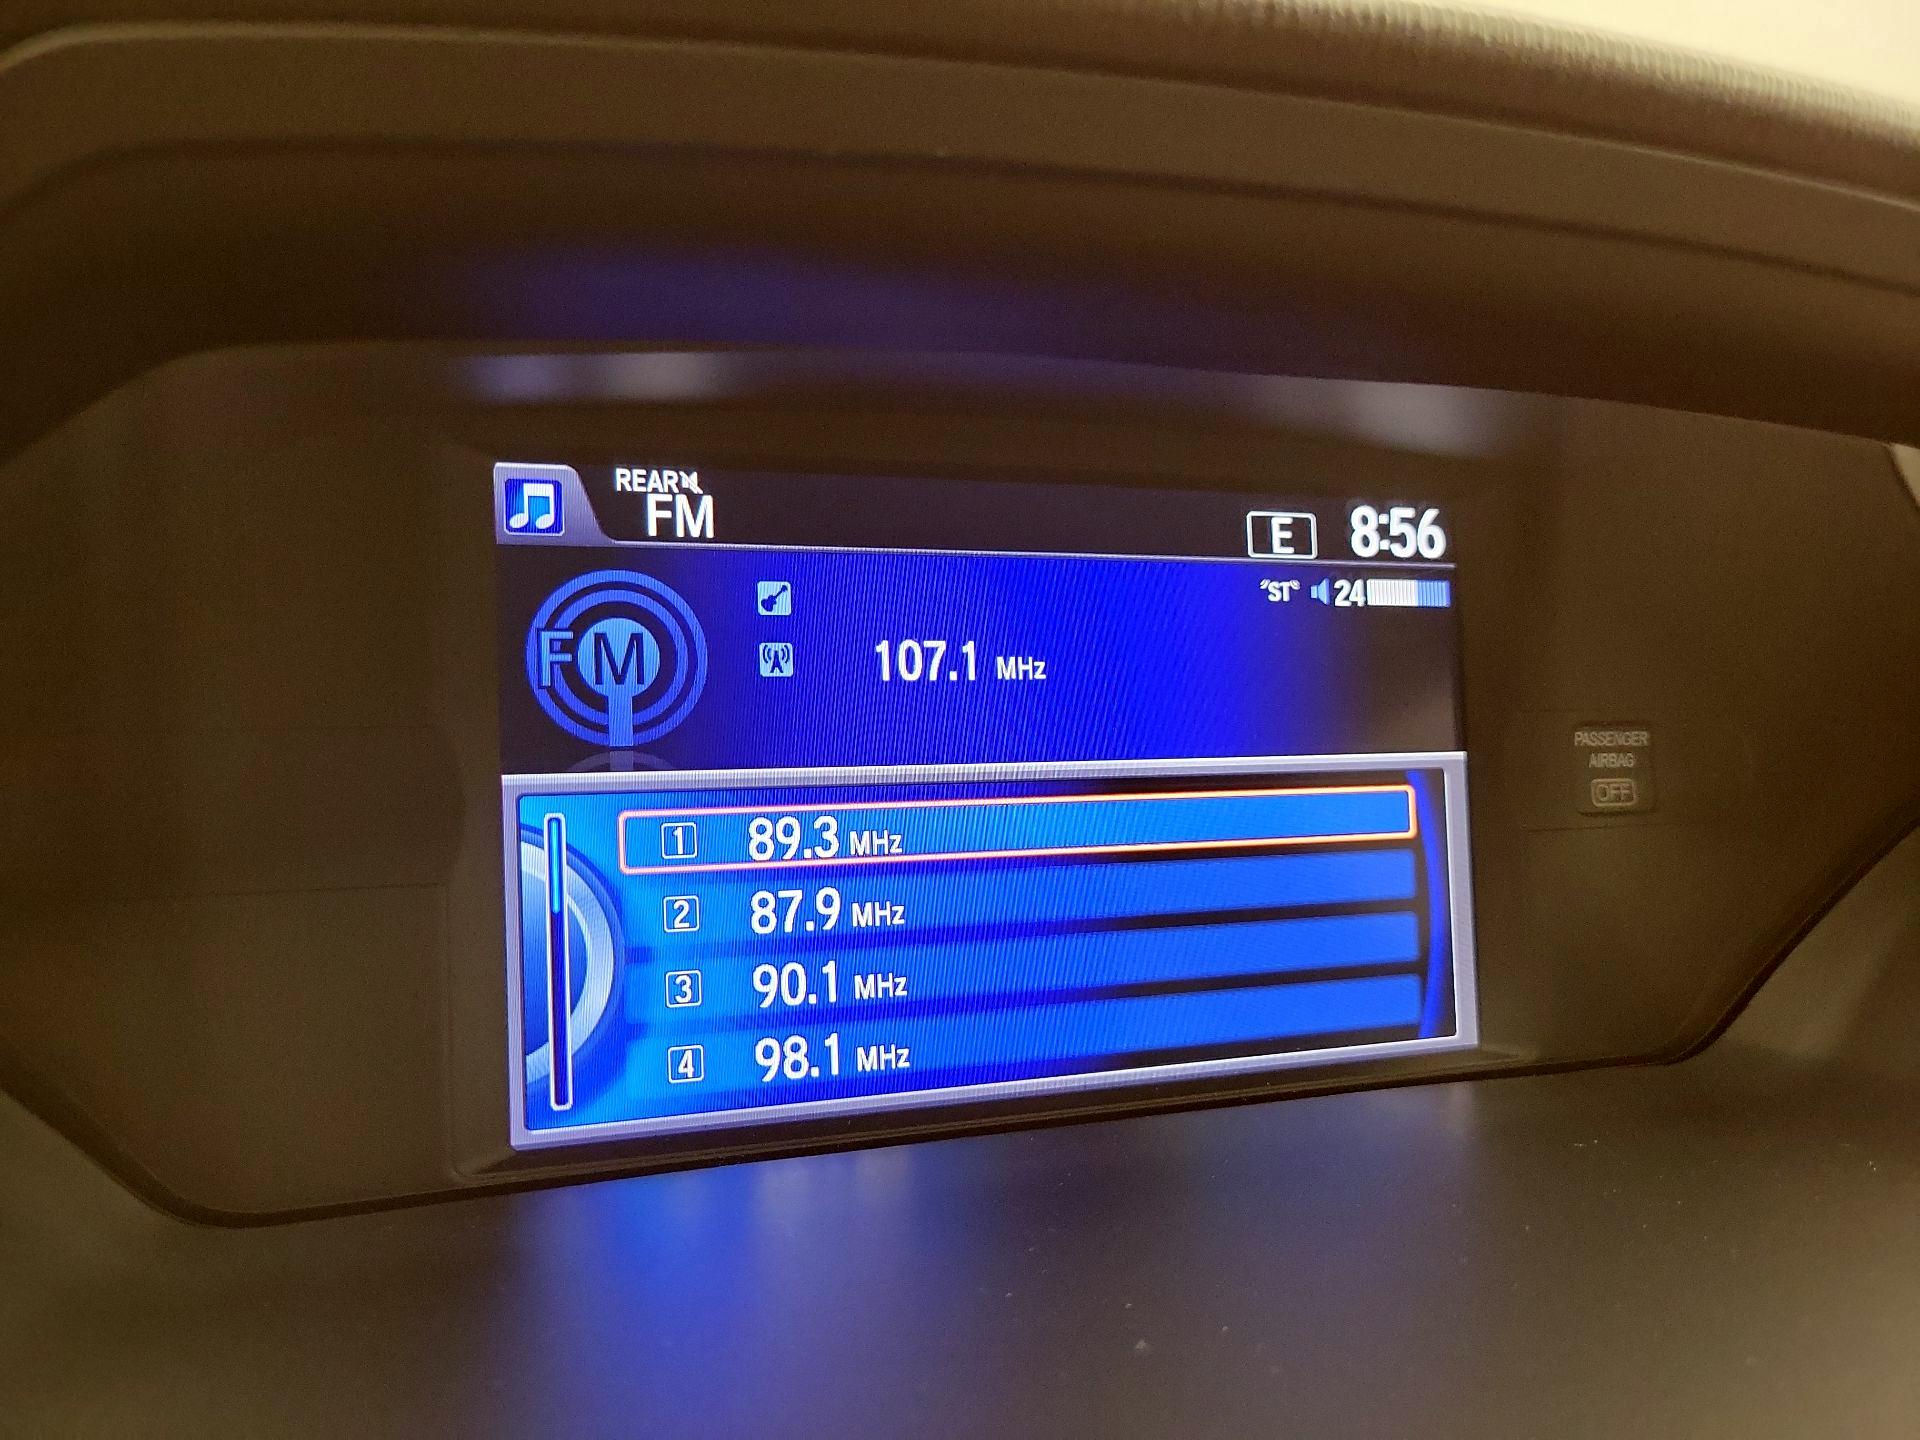 REAR
FM
E 8:56
FM
"ST" 24
107.1 MHz
1 89.3 MHz
2 87.9 MHz
3 90.1 MHz
4 98.1 MHz
PASSENGER
AIRBAG
OFF